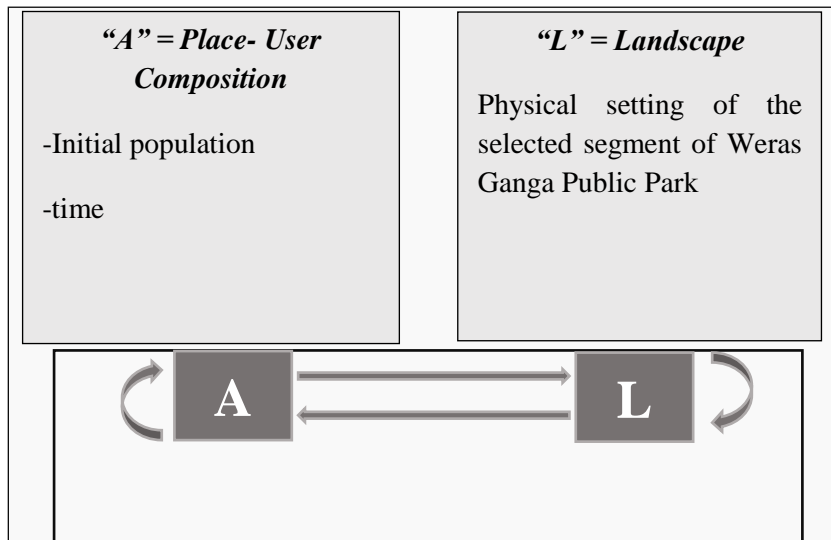 “A” = Place- User
Composition
-Initial population
-time
“L” = Landscape
Physical setting of the
selected segment of Weras
Ganga Public Park
A
L